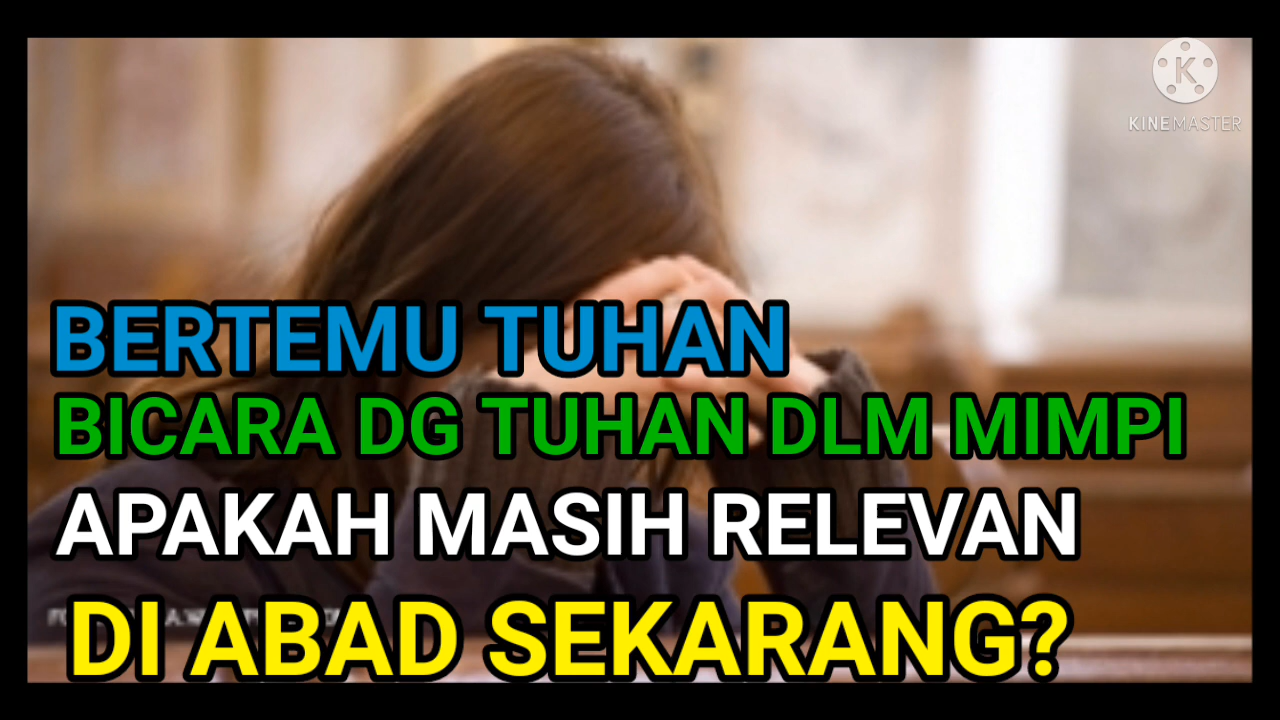 KINEMASTER
BERTEMU TUHAN
BICARA DG TUHAN DLM MIMPI
APAKAH MASIH RELEVAN
DI ABAD SEKARANG?